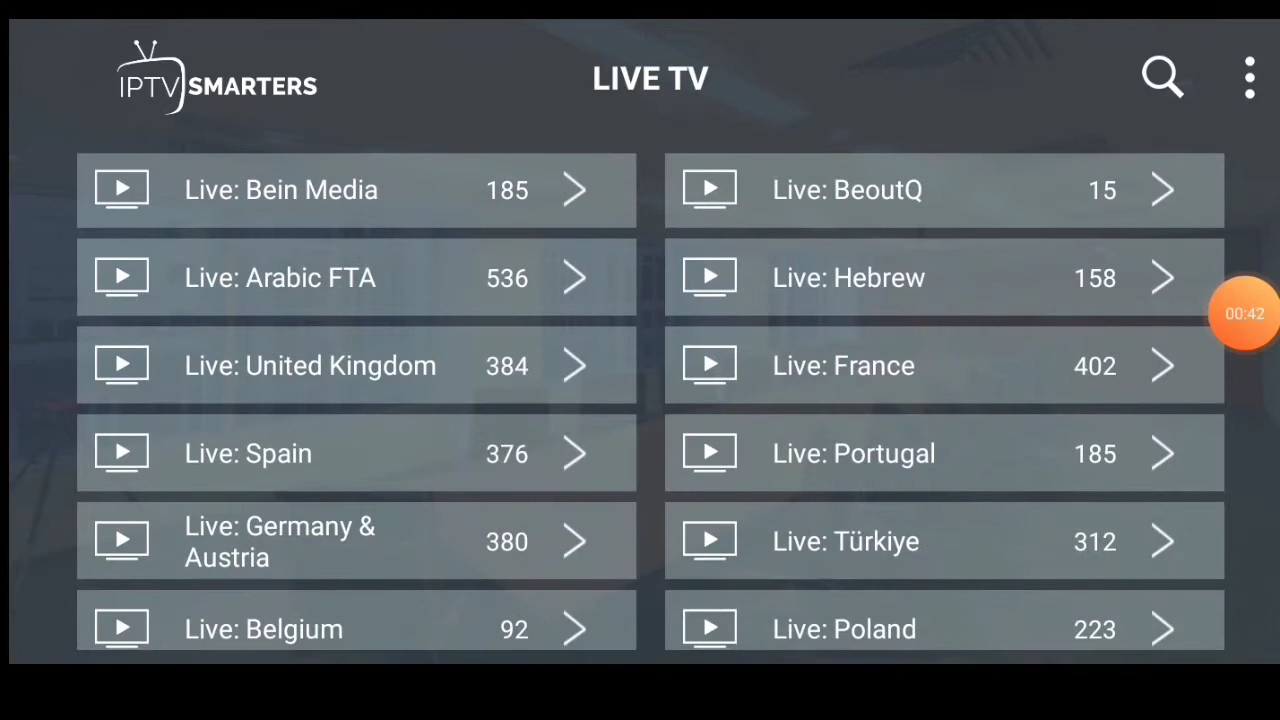 IPTV SMARTERS
LIVE TV
Live: Bein Media 185
Live: BeoutQ 15
Live: Arabic FTA 536
Live: Hebrew 158
00:42
Live: United Kingdom 384
Live: France 402
Live: Spain 376
Live: Portugal 185
Live: Germany &
Austria 380
Live: Türkiye 312
Live: Belgium 92
Live: Poland 223